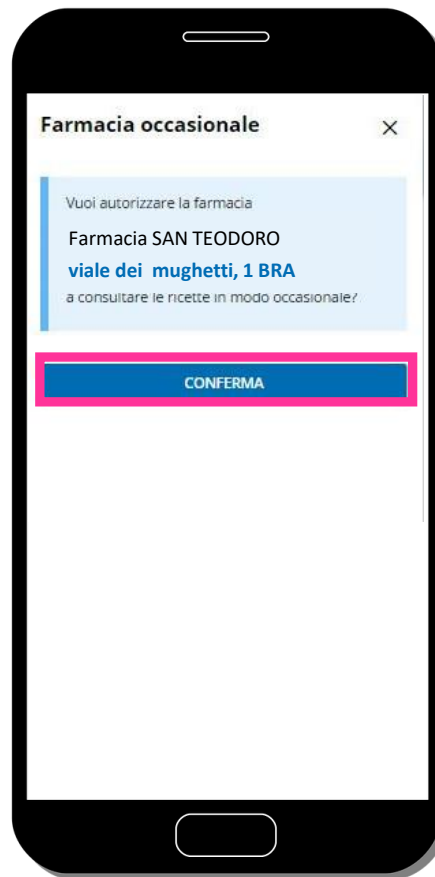 Farmacia occasionale
Vuoi autorizzare la farmacia
Farmacia SAN TEODORO
viale dei mughetti, 1 BRA
a consultare le ricette in modo occasionale?
CONFERMA